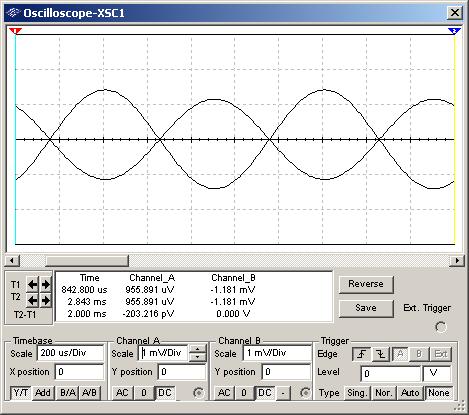 Oscilloscope-XSC1
1 2
Time Channel_A Channel_B
T1 842.800 us 955.891 uV -1.181 mV
T2 2.843 ms 955.891 uV -1.181 mV
T2-T1 2.000 ms -203.216 pV 0.000 V
Reverse
Save
Ext. Trigger
Timebase Channel A Channel B Trigger
Scale 200 us/Div Scale 1 mV/Div Scale 1 mV/Div Edge A B Ext
X position 0 Y position 0 Y position 0 Level 0 V
Y/T Add B/A A/B AC 0 DC AC 0 DC - Type Sing. Nor. Auto None